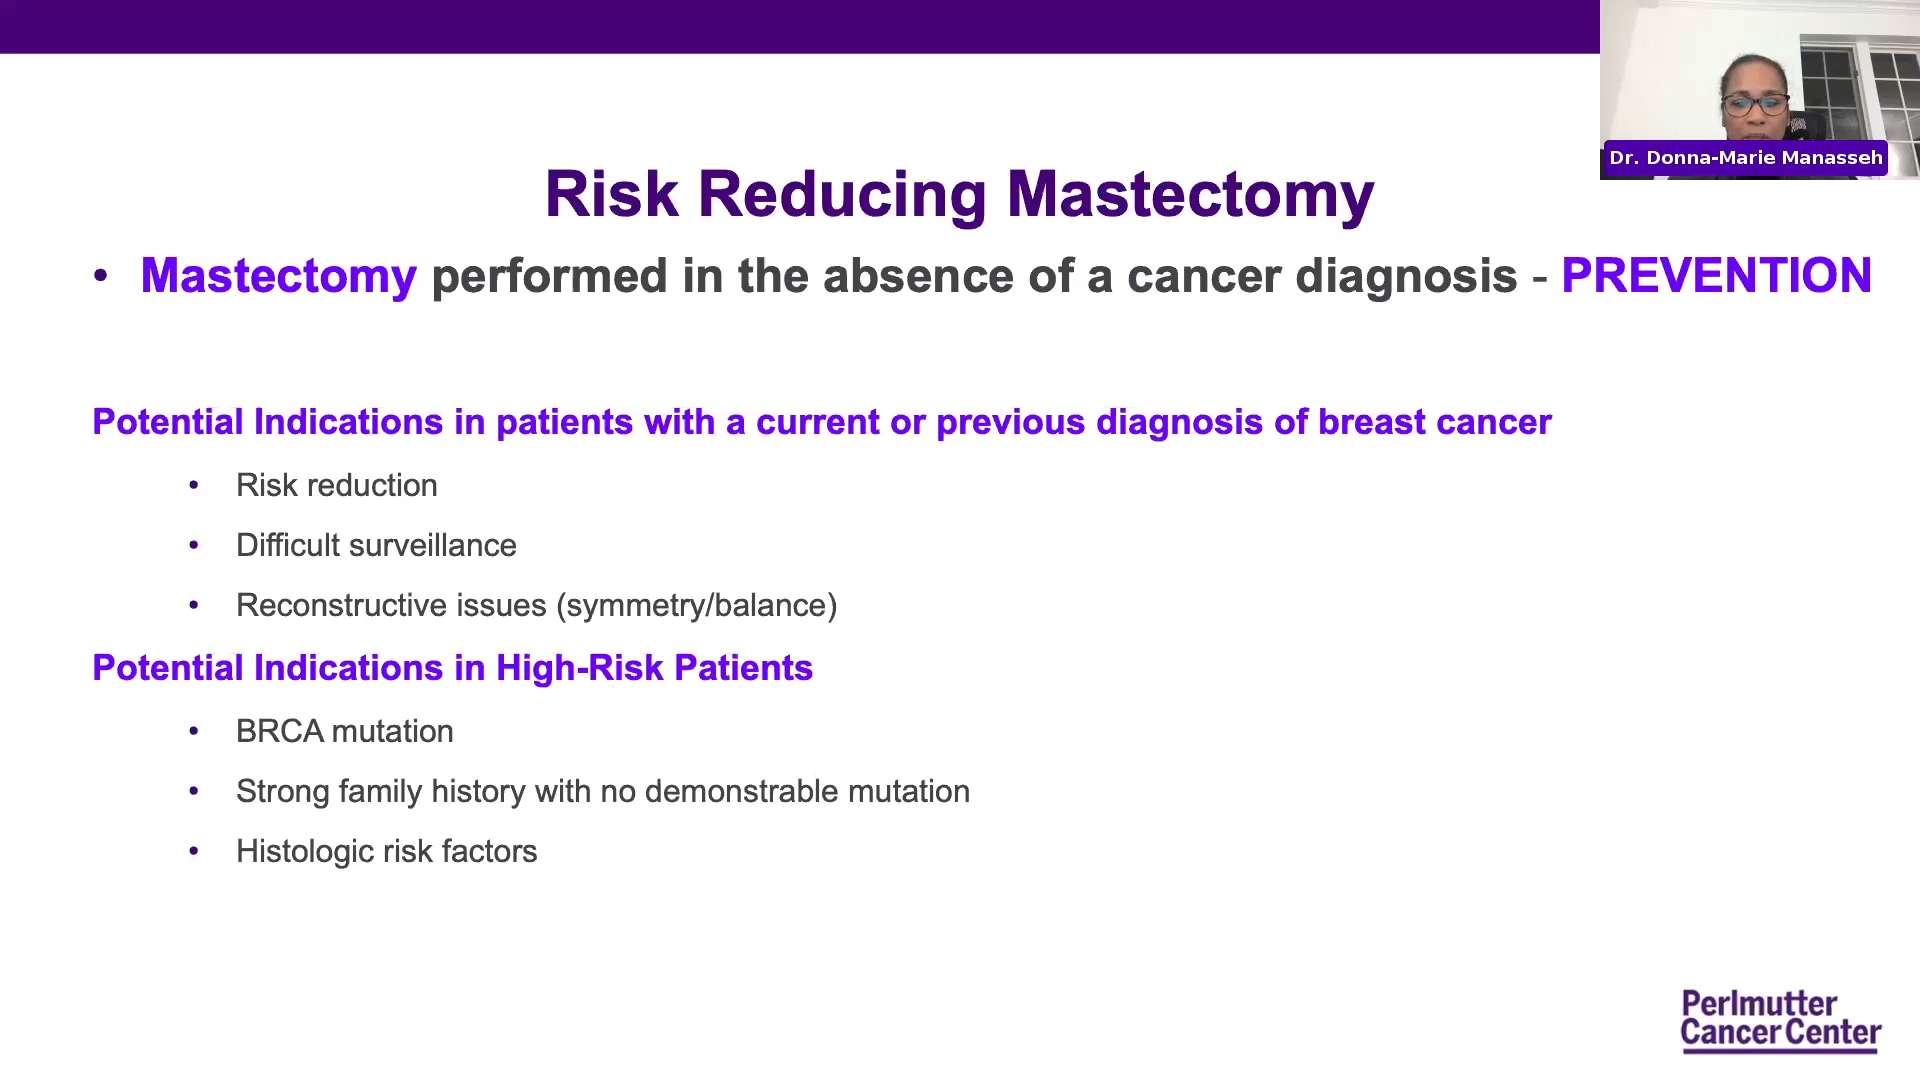 Dr. Donna-Marie Manasseh
Risk Reducing Mastectomy
• Mastectomy performed in the absence of a cancer diagnosis - PREVENTION
Potential Indications in patients with a current or previous diagnosis of breast cancer
• Risk reduction
• Difficult surveillance
• Reconstructive issues (symmetry/balance)
Potential Indications in High-Risk Patients
• BRCA mutation
• Strong family history with no demonstrable mutation
• Histologic risk factors
Perlmutter
Cancer Center